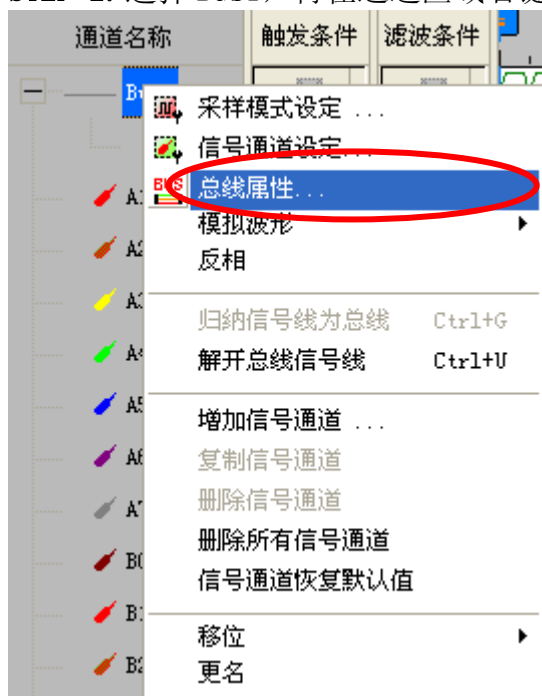 通道名称 触发条件 滤波条件
采样模式设定 ...
信号通道设定...
BUS 总线属性...
A1
模拟波形
A2
反相
A3
归纳信号线为总线 Ctrl+G
A4
解开总线信号线 Ctrl+U
A5
增加信号通道 ...
A6
复制信号通道
A7
删除信号通道
删除所有信号通道
B0
信号通道恢复默认值
B1
移位
B2
更名